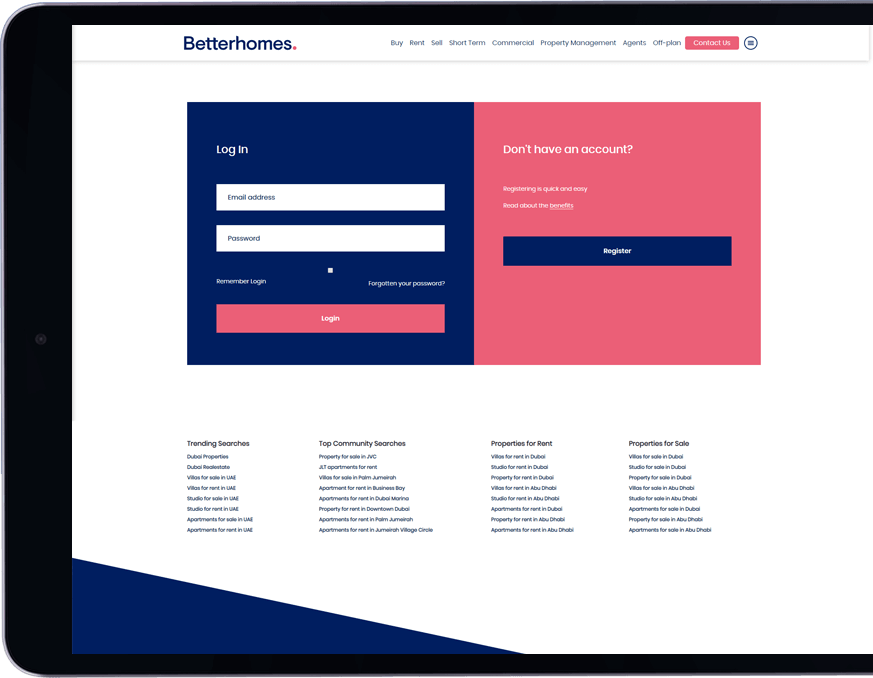 Betterhomes.
Buy Rent Sell Short Term Commercial Property Management Agents Off-plan Contact Us
Log In
Email address
Password
Remember Login
Forgotten your password?
Login
Don't have an account?
Registering is quick and easy
Read about the benefits
Register
Trending Searches
Dubai Properties
Dubai Realestate
Villas for sale in UAE
Villas for rent in UAE
Studio for sale in UAE
Studio for rent in UAE
Apartments for sale in UAE
Apartments for rent in UAE
Top Community Searches
Property for sale in JVC
JLT apartments for rent
Villas for sale in Palm Jumeirah
Apartment for rent in Business Bay
Apartments for rent in Dubai Marina
Property for rent in Downtown Dubai
Apartments for rent in Palm Jumeirah
Apartments for rent in Jumeirah Village Circle
Properties for Rent
Villas for rent in Dubai
Studio for rent in Dubai
Property for rent in Dubai
Villas for rent in Abu Dhabi
Studio for rent in Abu Dhabi
Apartments for rent in Dubai
Property for rent in Abu Dhabi
Apartments for rent in Abu Dhabi
Properties for Sale
Villas for sale in Dubai
Studio for sale in Dubai
Property for sale in Dubai
Villas for sale in Abu Dhabi
Studio for sale in Abu Dhabi
Apartments for sale in Dubai
Property for sale in Abu Dhabi
Apartments for sale in Abu Dhabi